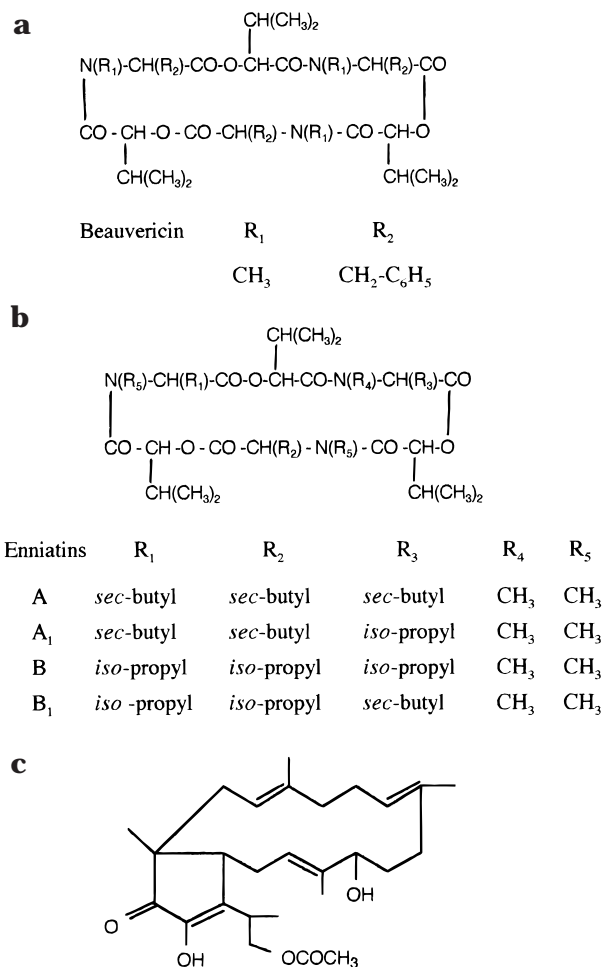 a
CH(CH₃)₂
N(R₁)-CH(R₂)-CO-O-CH-CO-N(R₁)-CH(R₂)-CO
CO-CH-O-CO-CH(R₂)-N(R₁)-CO-CH-O
CH(CH₃)₂ CH(CH₃)₂
Beauvericin R₁ R₂
CH₃ CH₂-C₆H₅
b
CH(CH₃)₂
N(R₅)-CH(R₁)-CO-O-CH-CO-N(R₄)-CH(R₃)-CO
CO-CH-O-CO-CH(R₂)-N(R₅)-CO-CH-O
CH(CH₃)₂ CH(CH₃)₂
Enniatins R₁ R₂ R₃ R₄ R₅
A sec-butyl sec-butyl sec-butyl CH₃ CH₃
A₁ sec-butyl sec-butyl iso-propyl CH₃ CH₃
B iso-propyl iso-propyl iso-propyl CH₃ CH₃
B₁ iso -propyl iso-propyl sec-butyl CH₃ CH₃
c
OH
O
OH OCOCH₃